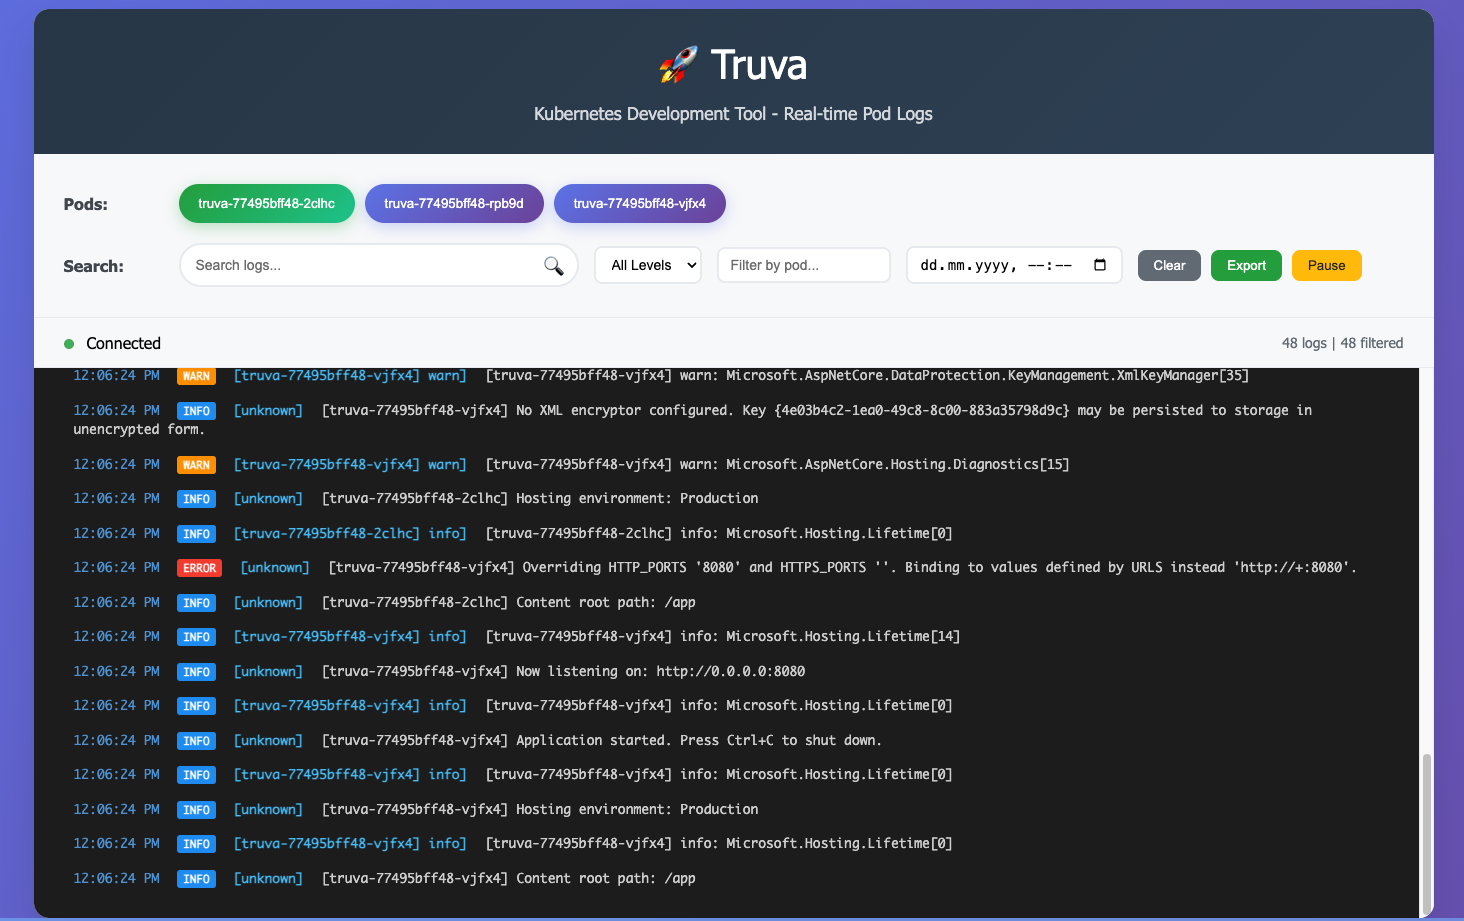 🚀 Truva
Kubernetes Development Tool - Real-time Pod Logs
Pods: truva-77495bff48-2clhc truva-77495bff48-rpb9d truva-77495bff48-vjfx4
Search: Search logs... 🔍 All Levels Filter by pod... dd.mm.yyyy, --:-- Clear Export Pause
Connected 48 logs | 48 filtered
12:06:24 PM WARN [truva-77495bff48-vjfx4] warn] [truva-77495bff48-vjfx4] warn: Microsoft.AspNetCore.DataProtection.KeyManagement.XmlKeyManager[35]
12:06:24 PM INFO [unknown] [truva-77495bff48-vjfx4] No XML encryptor configured. Key {4e03b4c2-1ea0-49c8-8c00-883a35798d9c} may be persisted to storage in
unencrypted form.
12:06:24 PM WARN [truva-77495bff48-vjfx4] warn] [truva-77495bff48-vjfx4] warn: Microsoft.AspNetCore.Hosting.Diagnostics[15]
12:06:24 PM INFO [unknown] [truva-77495bff48-2clhc] Hosting environment: Production
12:06:24 PM INFO [truva-77495bff48-2clhc] info] [truva-77495bff48-2clhc] info: Microsoft.Hosting.Lifetime[0]
12:06:24 PM ERROR [unknown] [truva-77495bff48-vjfx4] Overriding HTTP_PORTS '8080' and HTTPS_PORTS ''. Binding to values defined by URLS instead 'http://+:8080'.
12:06:24 PM INFO [unknown] [truva-77495bff48-2clhc] Content root path: /app
12:06:24 PM INFO [truva-77495bff48-vjfx4] info] [truva-77495bff48-vjfx4] info: Microsoft.Hosting.Lifetime[14]
12:06:24 PM INFO [unknown] [truva-77495bff48-vjfx4] Now listening on: http://0.0.0.0:8080
12:06:24 PM INFO [truva-77495bff48-vjfx4] info] [truva-77495bff48-vjfx4] info: Microsoft.Hosting.Lifetime[0]
12:06:24 PM INFO [unknown] [truva-77495bff48-vjfx4] Application started. Press Ctrl+C to shut down.
12:06:24 PM INFO [truva-77495bff48-vjfx4] info] [truva-77495bff48-vjfx4] info: Microsoft.Hosting.Lifetime[0]
12:06:24 PM INFO [unknown] [truva-77495bff48-vjfx4] Hosting environment: Production
12:06:24 PM INFO [truva-77495bff48-vjfx4] info] [truva-77495bff48-vjfx4] info: Microsoft.Hosting.Lifetime[0]
12:06:24 PM INFO [unknown] [truva-77495bff48-vjfx4] Content root path: /app